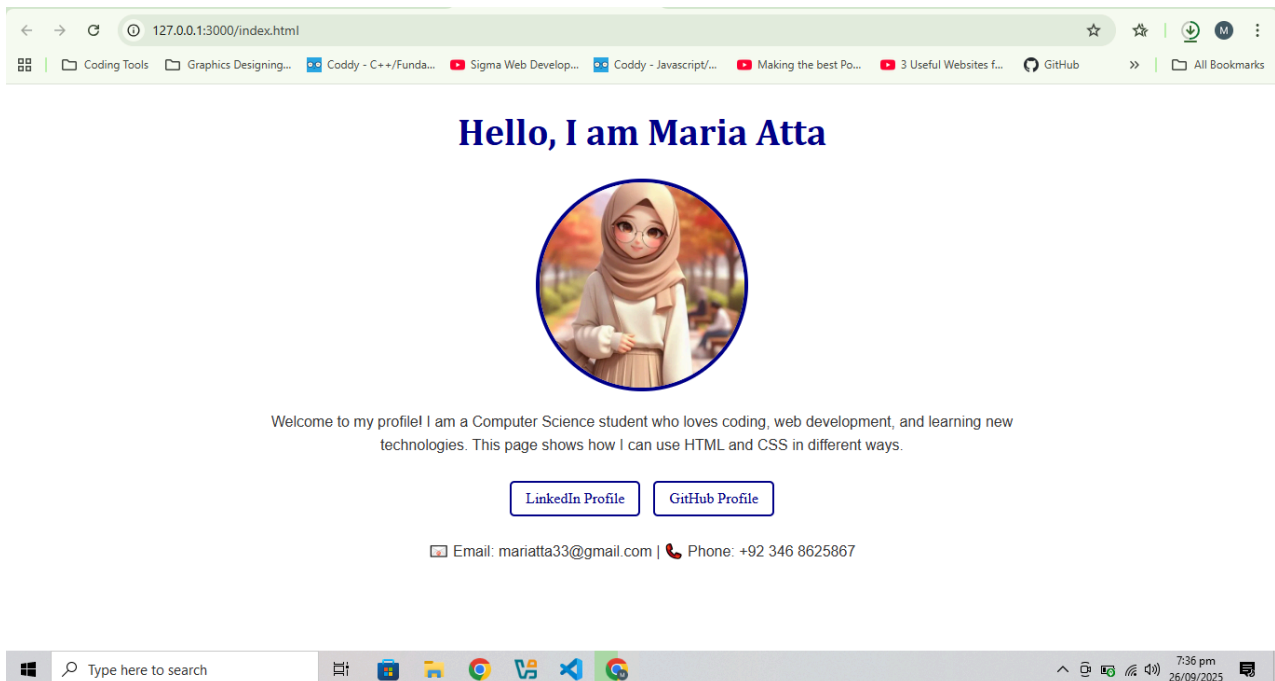 127.0.0.1:3000/index.html
M
Coding Tools
Graphics Designing...
Coddy - C++/Funda...
Sigma Web Develop...
Coddy - Javascript/...
Making the best Po...
3 Useful Websites f...
GitHub
»
All Bookmarks
Hello, I am Maria Atta
Welcome to my profile! I am a Computer Science student who loves coding, web development, and learning new
technologies. This page shows how I can use HTML and CSS in different ways.
LinkedIn Profile
GitHub Profile
📧 Email: mariatta33@gmail.com | 📞 Phone: +92 346 8625867
Type here to search
7:36 pm
26/09/2025